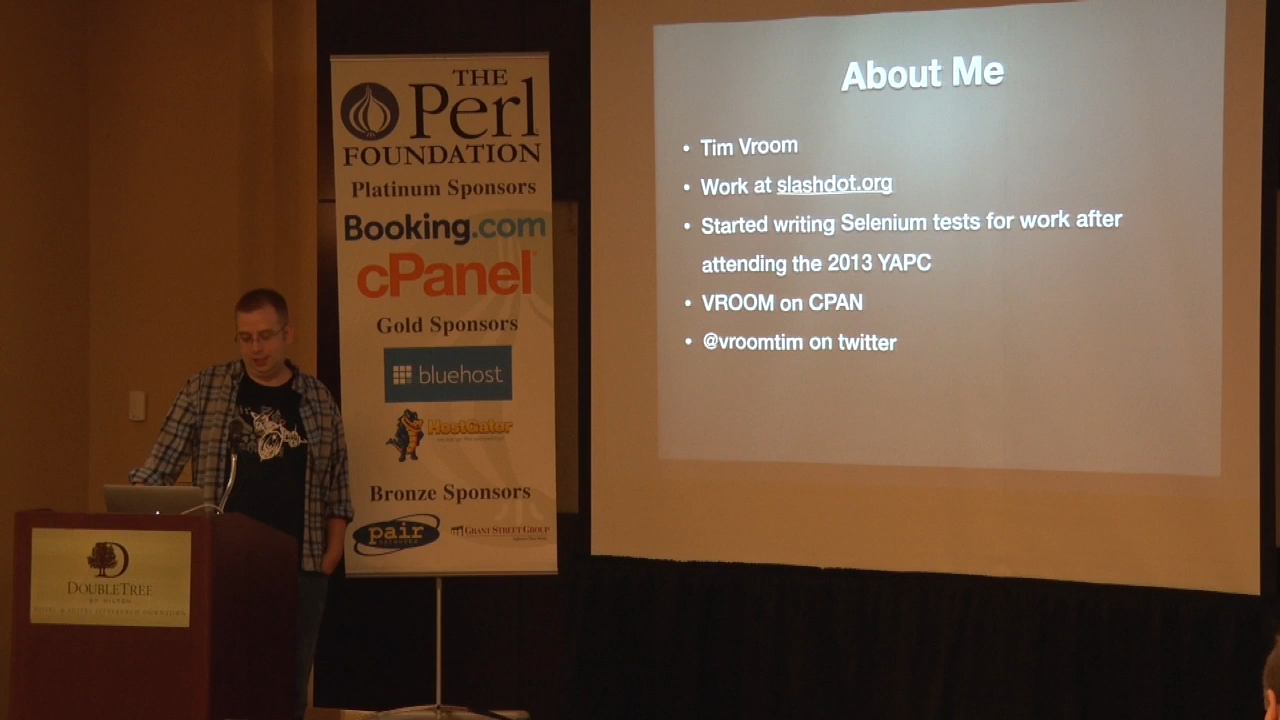 THE
Perl
FOUNDATION
Platinum Sponsors
Booking.com
cPanel
Gold Sponsors
bluehost
HostGator
Bronze Sponsors
pair
NETWORKS
GRANT STREET GROUP
About Me
• Tim Vroom
• Work at slashdot.org
• Started writing Selenium tests for work after
attending the 2013 YAPC
• VROOM on CPAN
• @vroomtim on twitter
D
DOUBLETREE
BY HILTON